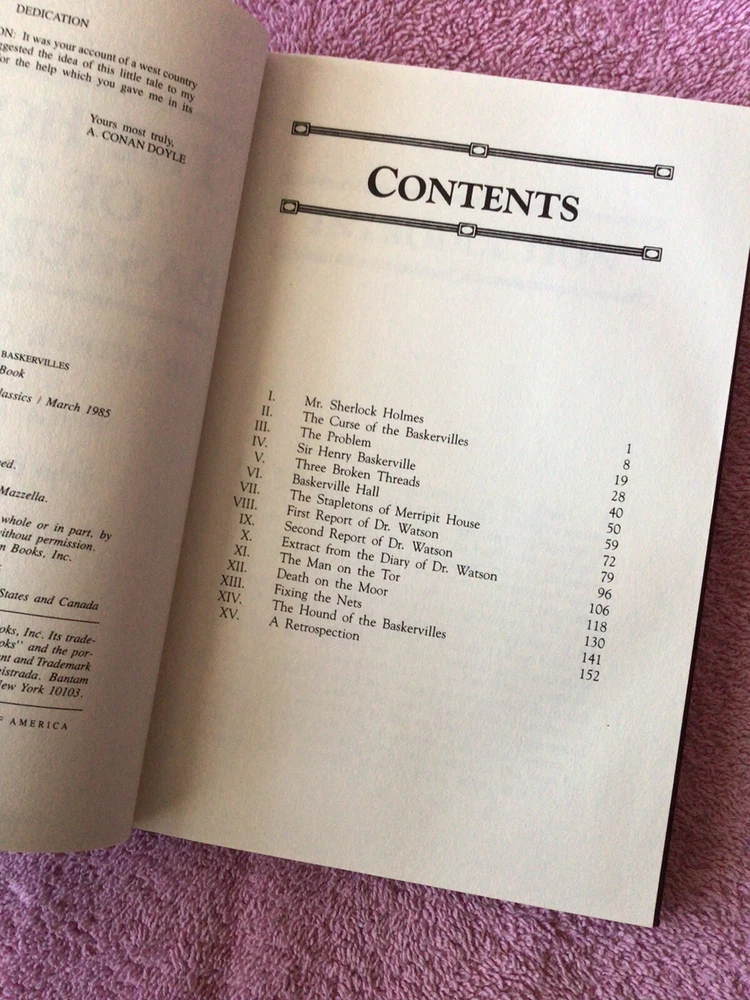 DEDICATION
ON: It was your account of a west country
ggested the idea of this little tale to my
or the help which you gave me in its
Yours most truly,
A. CONAN DOYLE
BASKERVILLES
Book
lassics / March 1985
ed.
Mazzella.
whole or in part, by
without permission.
m Books, Inc.
States and Canada
oks, Inc. Its trade-
oks" and the por-
nt and Trademark
istrada. Bantam
ew York 10103.
F AMERICA
CONTENTS
I. Mr. Sherlock Holmes 1
II. The Curse of the Baskervilles 8
III. The Problem 19
IV. Sir Henry Baskerville 28
V. Three Broken Threads 40
VI. Baskerville Hall 50
VII. The Stapletons of Merripit House 59
VIII. First Report of Dr. Watson 72
IX. Second Report of Dr. Watson 79
X. Extract from the Diary of Dr. Watson 96
XI. The Man on the Tor 106
XII. Death on the Moor 118
XIII. Fixing the Nets 130
XIV. The Hound of the Baskervilles 141
XV. A Retrospection 152